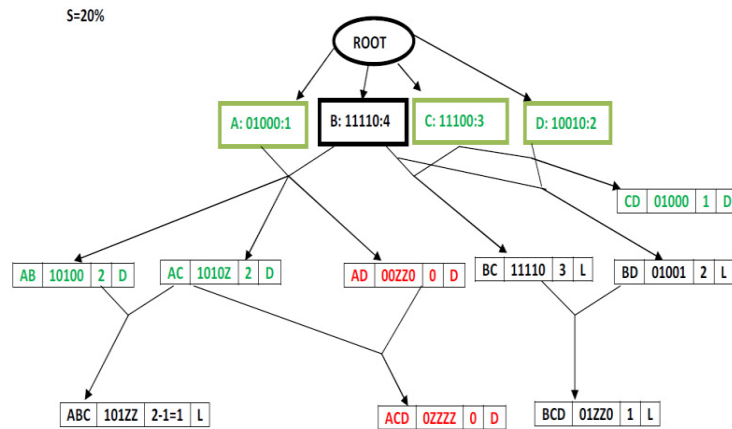 S=20%
ROOT
A: 01000:1 B: 11110:4 C: 11100:3 D: 10010:2
CD 01000 1 D
AB 10100 2 D AC 1010Z 2 D AD 00ZZ0 0 D BC 11110 3 L BD 01001 2 L
ABC 101ZZ 2-1=1 L ACD 0ZZZZ 0 D BCD 01ZZ0 1 L